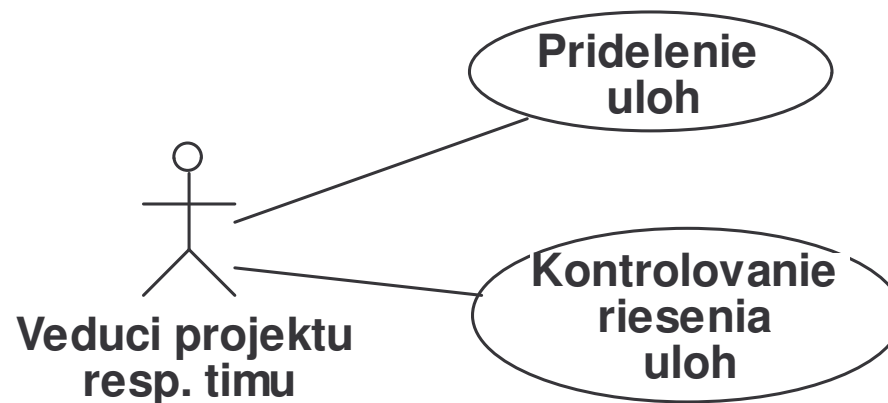 Pridelenie
uloh
Kontrolovanie
riesenia
uloh
Veduci projektu
resp. timu